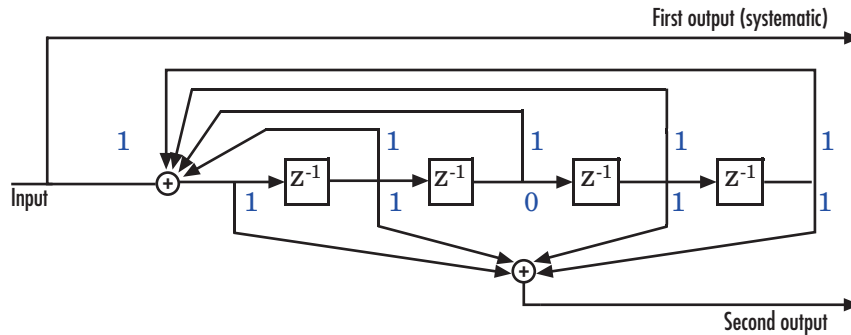 First output (systematic)
1 1 1 1 1
z-1 z-1 z-1 z-1
Input
1 1 0 1 1
Second output